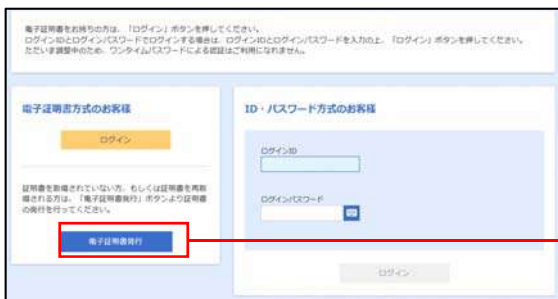 電子証明書をお持ちの方は、「ログイン」ボタンを押してください。
ログインIDとログインパスワードでログインする場合は、ログインIDとログインパスワードを入力の上、「ログイン」ボタンを押してください。
ただいま調整中のため、ワンタイムパスワードによる認証はご利用になれません。
電子証明書方式のお客様
ログイン
証明書を取得されていない方、もしくは証明書を再取
得される方は、「電子証明書発行」ボタンより証明書
の発行を行ってください。
電子証明書発行
ID・パスワード方式のお客様
ログインID
ログインパスワード
ログイン